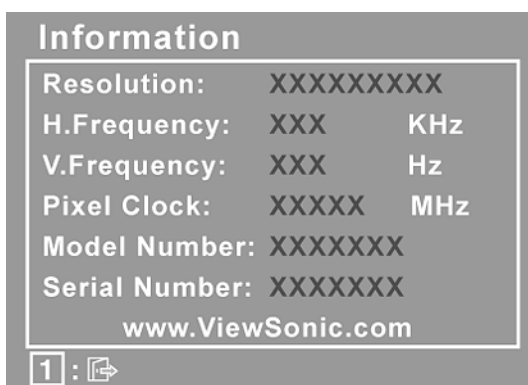 Information
Resolution: XXXXXXXXX
H.Frequency: XXX KHz
V.Frequency: XXX Hz
Pixel Clock: XXXXX MHz
Model Number: XXXXXXX
Serial Number: XXXXXXX
www.ViewSonic.com
1 :